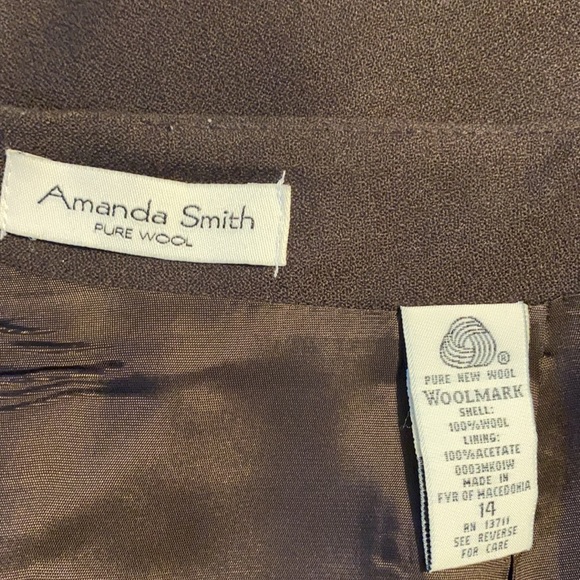 Amanda Smith
PURE WOOL
®
PURE NEW WOOL
WOOLMARK
SHELL:
100%WOOL
LINING:
100%ACETATE
0003MK01W
MADE IN
FYR OF MACEDONIA
14
RN 13711
SEE REVERSE
FOR CARE